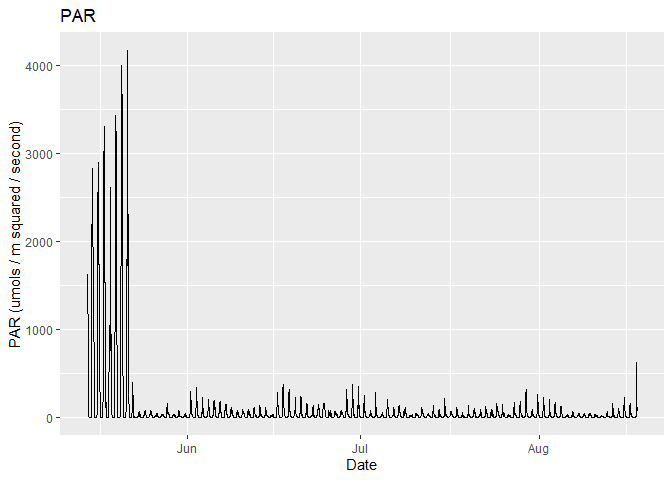 PAR
4000
3000
2000
1000
0
PAR (umols / m squared / second)
Jun
Jul
Aug
Date